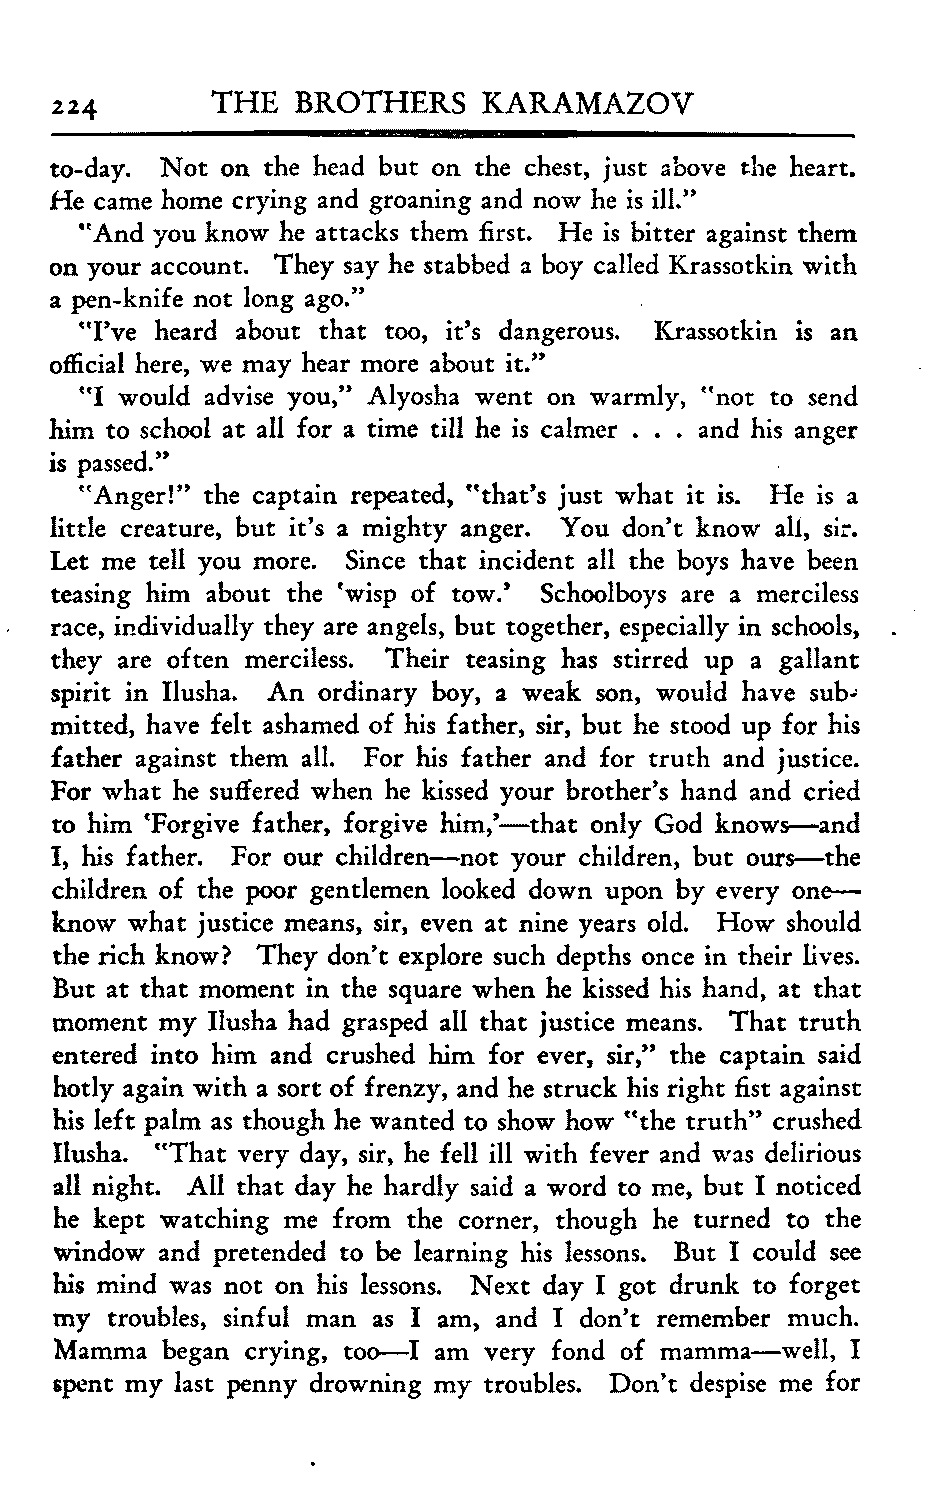 224 THE BROTHERS KARAMAZOV
to-day. Not on the head but on the chest, just above the heart.
He came home crying and groaning and now he is ill."
"And you know he attacks them first. He is bitter against them
on your account. They say he stabbed a boy called Krassotkin with
a pen-knife not long ago."
"I've heard about that too, it's dangerous. Krassotkin is an
official here, we may hear more about it."
"I would advise you," Alyosha went on warmly, "not to send
him to school at all for a time till he is calmer . . . and his anger
is passed."
"Anger!" the captain repeated, "that's just what it is. He is a
little creature, but it's a mighty anger. You don't know all, sir.
Let me tell you more. Since that incident all the boys have been
teasing him about the 'wisp of tow.' Schoolboys are a merciless
race, individually they are angels, but together, especially in schools,
they are often merciless. Their teasing has stirred up a gallant
spirit in Ilusha. An ordinary boy, a weak son, would have sub-
mitted, have felt ashamed of his father, sir, but he stood up for his
father against them all. For his father and for truth and justice.
For what he suffered when he kissed your brother's hand and cried
to him 'Forgive father, forgive him,'—that only God knows—and
I, his father. For our children—not your children, but ours—the
children of the poor gentlemen looked down upon by every one—
know what justice means, sir, even at nine years old. How should
the rich know? They don't explore such depths once in their lives.
But at that moment in the square when he kissed his hand, at that
moment my Ilusha had grasped all that justice means. That truth
entered into him and crushed him for ever, sir," the captain said
hotly again with a sort of frenzy, and he struck his right fist against
his left palm as though he wanted to show how "the truth" crushed
Ilusha. "That very day, sir, he fell ill with fever and was delirious
all night. All that day he hardly said a word to me, but I noticed
he kept watching me from the corner, though he turned to the
window and pretended to be learning his lessons. But I could see
his mind was not on his lessons. Next day I got drunk to forget
my troubles, sinful man as I am, and I don't remember much.
Mamma began crying, too—I am very fond of mamma—well, I
spent my last penny drowning my troubles. Don't despise me for